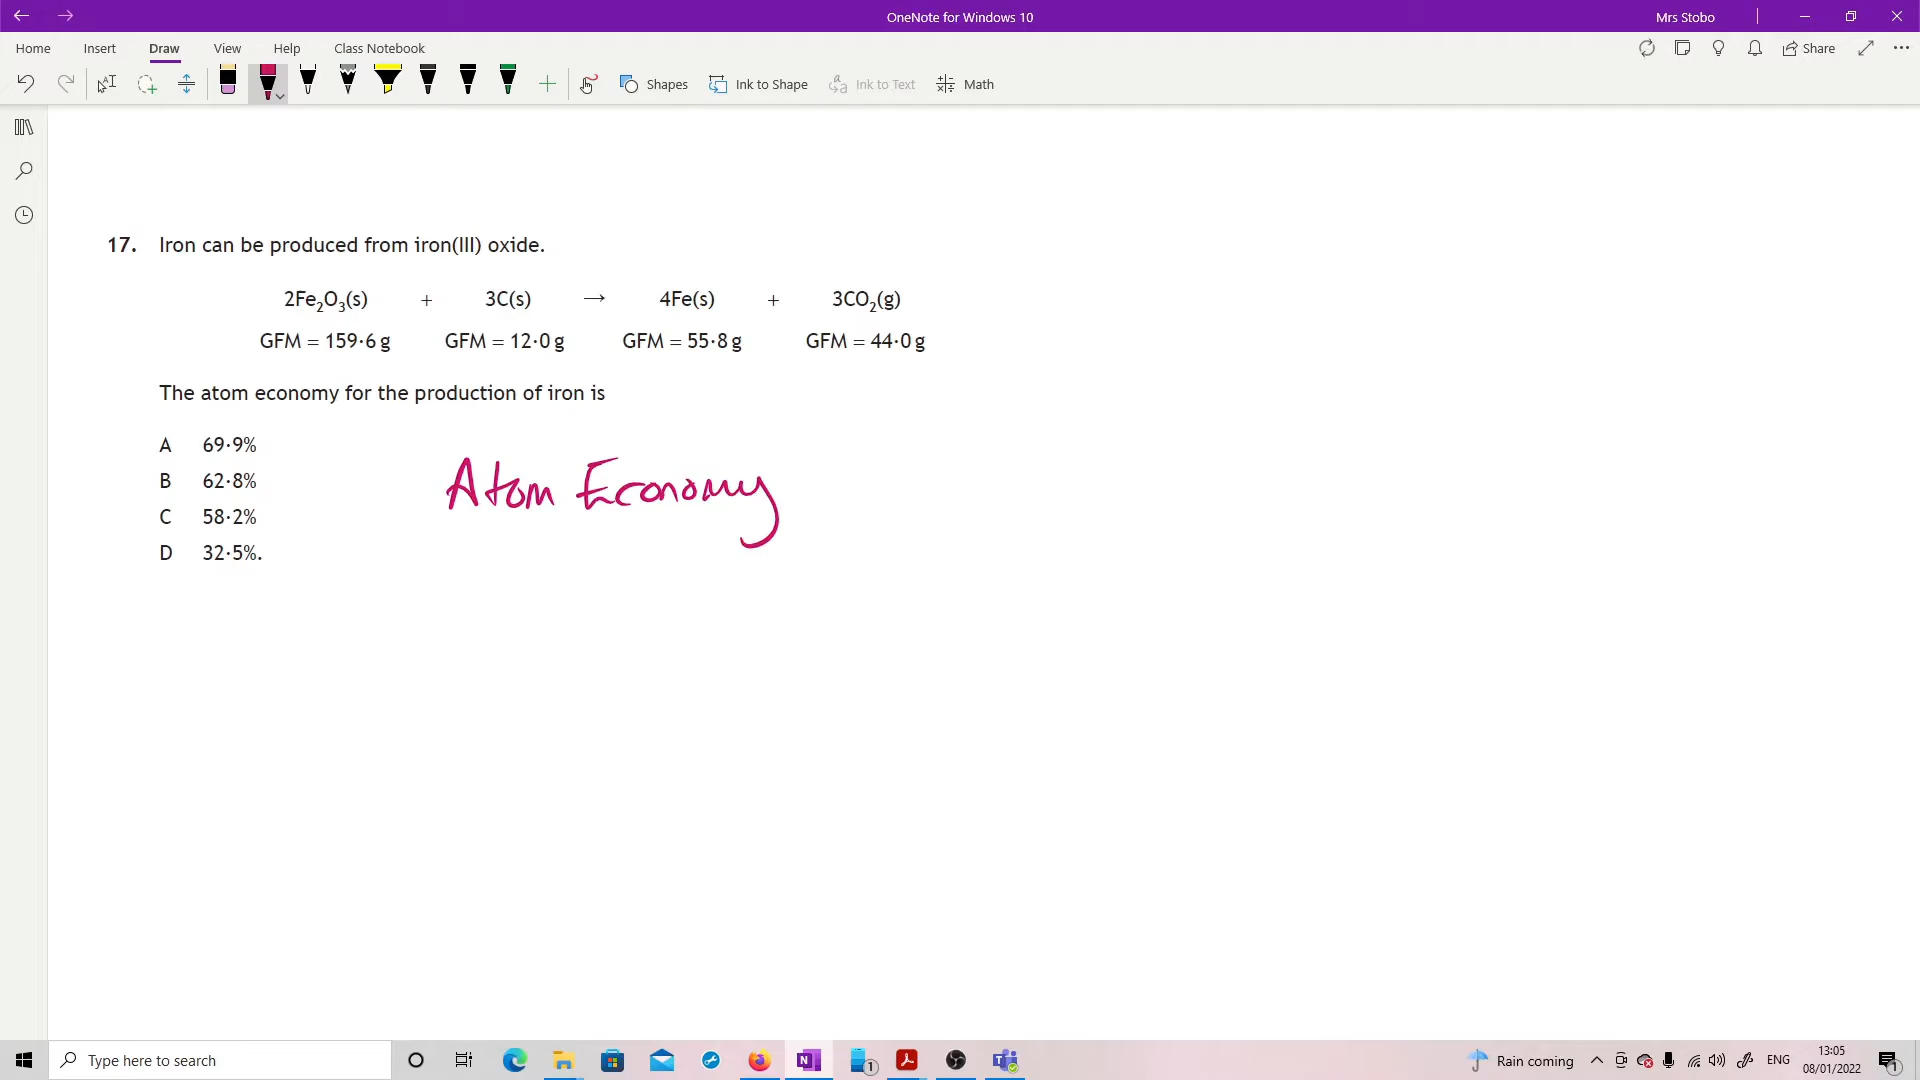 OneNote for Windows 10
Mrs Stobo
Home Insert Draw View Help Class Notebook
Share
Shapes Ink to Shape Ink to Text Math
17. Iron can be produced from iron(III) oxide.
2Fe₂O₃(s) + 3C(s) → 4Fe(s) + 3CO₂(g)
GFM = 159·6 g GFM = 12·0 g GFM = 55·8 g GFM = 44·0 g
The atom economy for the production of iron is
A 69·9%
B 62·8%
C 58·2%
D 32·5%.
Atom Economy
Type here to search
Rain coming
ENG
13:05
08/01/2022